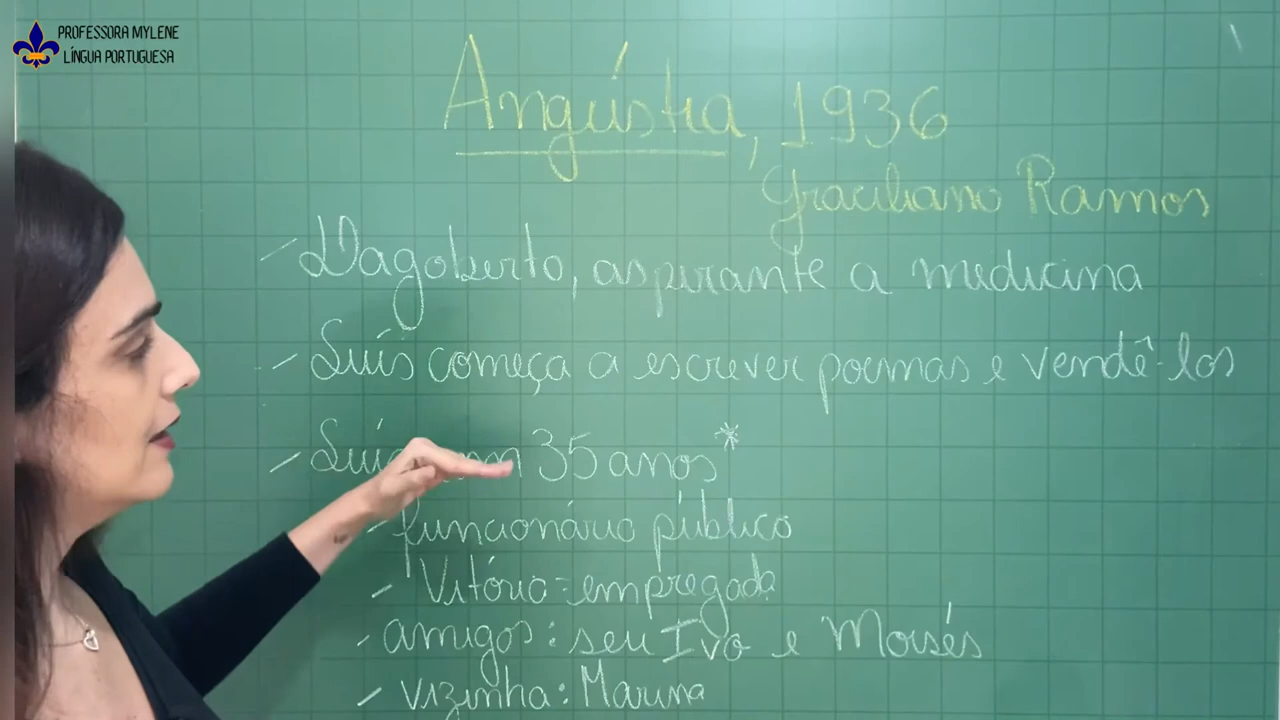 PROFESSORA MYLENE
LÍNGUA PORTUGUESA
Angústia, 1936
Graciliano Ramos
- Dagoberto, aspirante a medicina
- Luís começa a escrever poemas e vendê-los
- Luís 35 anos*
- funcionário público
- Vitória = empregada
- amigos: seu Ivo e Moisés
- vizinha: Marina